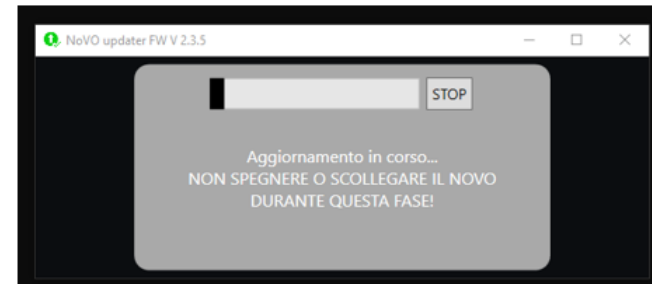 NoVO updater FW V 2.3.5
STOP
Aggiornamento in corso...
NON SPEGNERE O SCOLLEGARE IL NOVO
DURANTE QUESTA FASE!